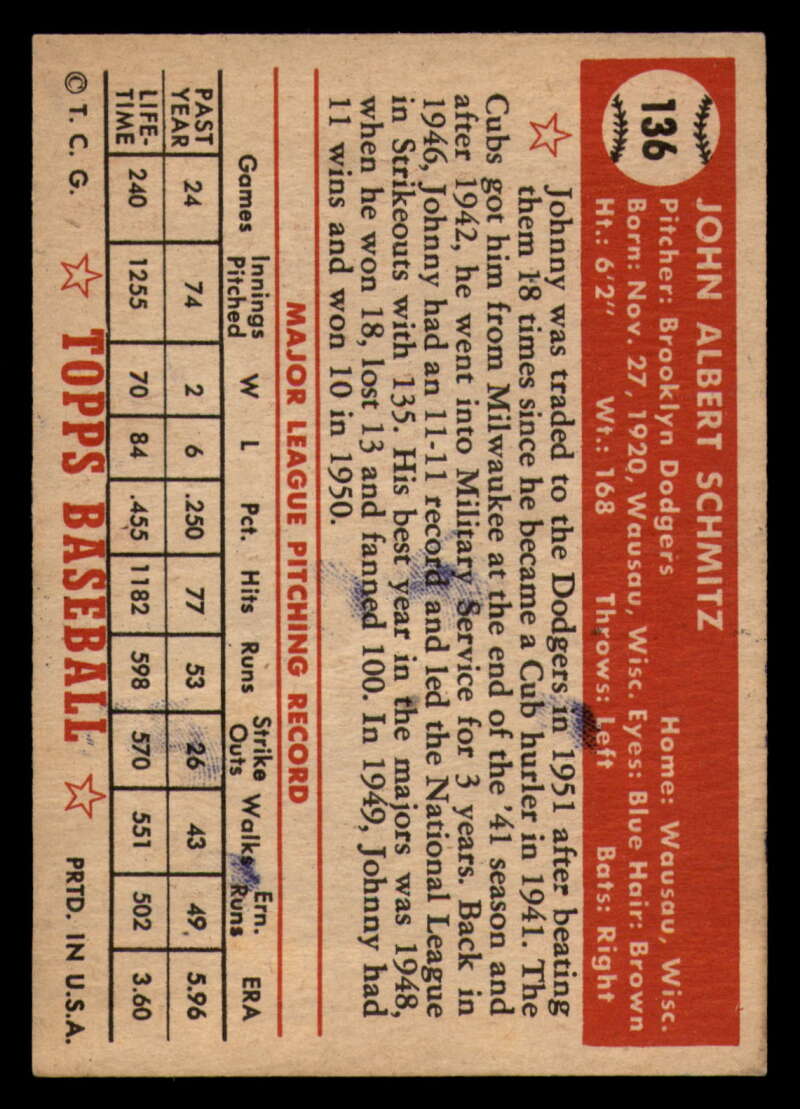 136
JOHN ALBERT SCHMITZ
Pitcher: Brooklyn Dodgers Home: Wausau, Wisc.
Born: Nov. 27, 1920, Wausau, Wisc. Eyes: Blue Hair: Brown
Ht.: 6'2" Wt.: 168 Throws: Left Bats: Right
Johnny was traded to the Dodgers in 1951 after beating
them 18 times since he became a Cub hurler in 1941. The
Cubs got him from Milwaukee at the end of the '41 season and
after 1942, he went into Military Service for 3 years. Back in
1946, Johnny had an 11-11 record and led the National League
in Strikeouts with 135. His best year in the majors was 1948,
when he won 18, lost 13 and fanned 100. In 1949, Johnny had
11 wins and won 10 in 1950.
MAJOR LEAGUE PITCHING RECORD
Games Innings Pitched W L Pct. Hits Runs Strike Outs Walks Ern. Runs ERA
PAST YEAR 24 74 2 6 .250 77 53 26 43 49 5.96
LIFE-TIME 240 1255 70 84 .455 1182 598 570 551 502 3.60
© T. C. G. ☆ TOPPS BASEBALL ☆ PRTD. IN U.S.A.